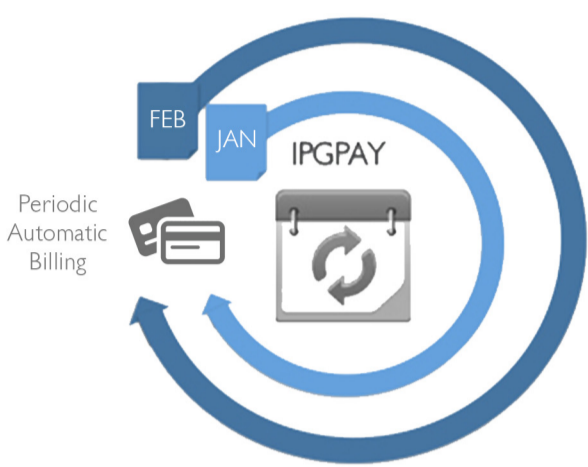 FEB
JAN
IPGPAY
Periodic
Automatic
Billing